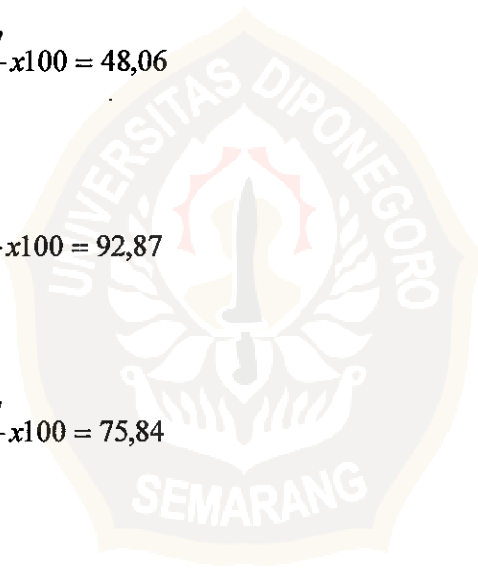 x100 = 48,06
x100 = 92,87
x100 = 75,84
UNIVERSITAS DIPONEGORO
SEMARANG